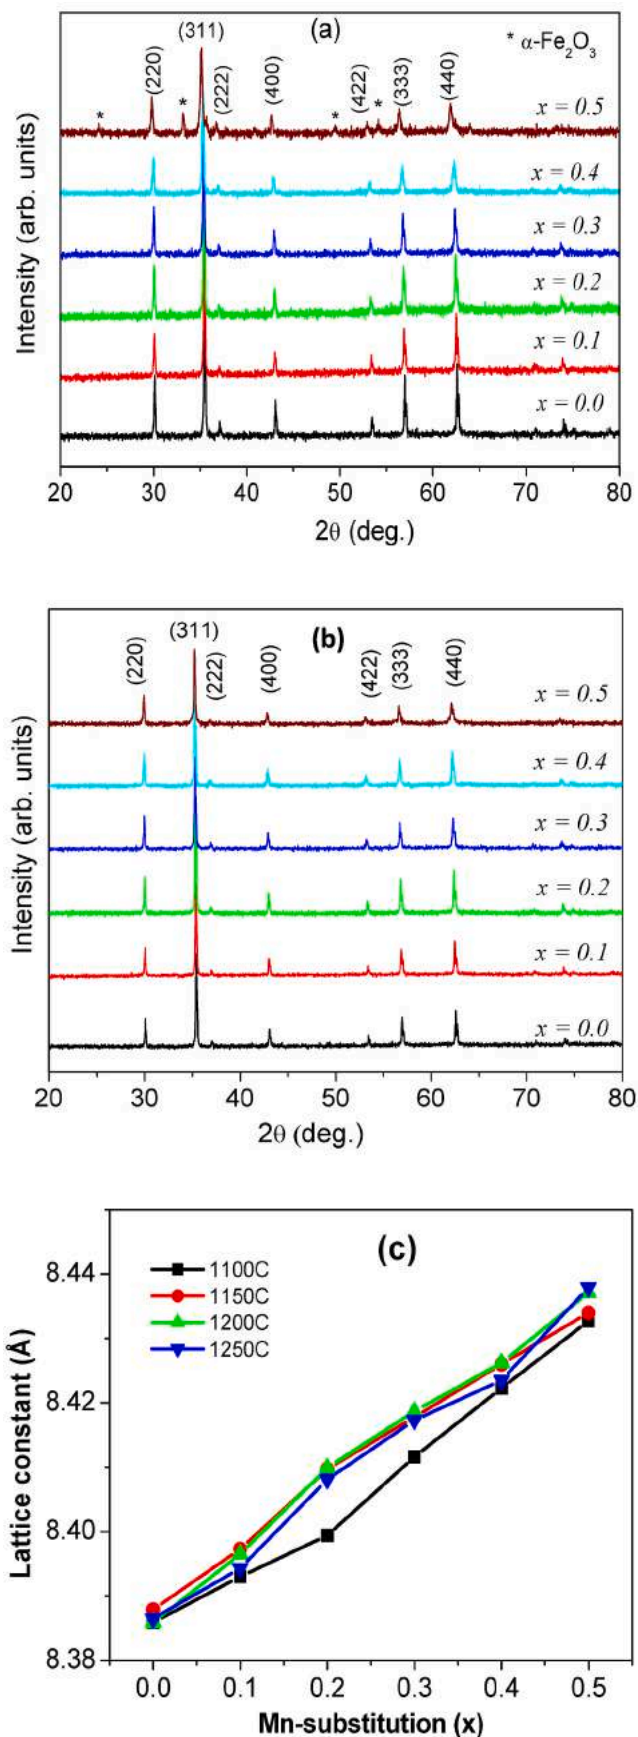 (a)
* α-Fe₂O₃
(220)
(311)
(222)
(400)
(422)
(333)
(440)
* * * *
x = 0.5
x = 0.4
x = 0.3
x = 0.2
x = 0.1
x = 0.0
Intensity (arb. units)
20 30 40 50 60 70 80
2θ (deg.)
(b)
(220)
(311)
(222)
(400)
(422)
(333)
(440)
x = 0.5
x = 0.4
x = 0.3
x = 0.2
x = 0.1
x = 0.0
Intensity (arb. units)
20 30 40 50 60 70 80
2θ (deg.)
(c)
1100C
1150C
1200C
1250C
8.44
8.42
8.40
8.38
Lattice constant (Å)
0.0 0.1 0.2 0.3 0.4 0.5
Mn-substitution (x)